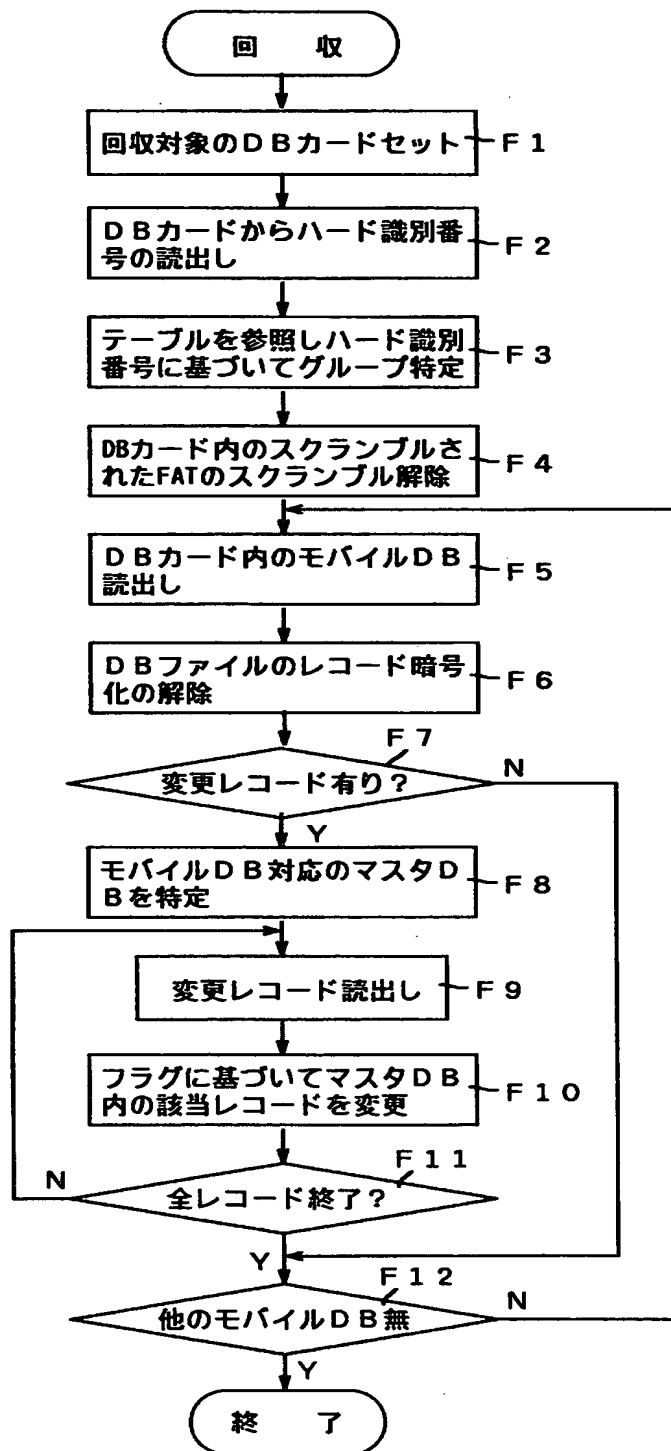 回 収
回収対象のDBカードセット F1
DBカードからハード識別番
号の読出し F2
テーブルを参照しハード識別
番号に基づいてグループ特定 F3
DBカード内のスクランブルさ
れたFATのスクランブル解除 F4
DBカード内のモバイルDB
読出し F5
DBファイルのレコード暗号
化の解除 F6
F7
変更レコード有り? N
Y
モバイルDB対応のマスタD
Bを特定 F8
変更レコード読出し F9
フラグに基づいてマスタDB
内の該当レコードを変更 F10
F11
N 全レコード終了?
Y
F12
他のモバイルDB無 N
Y
終 了